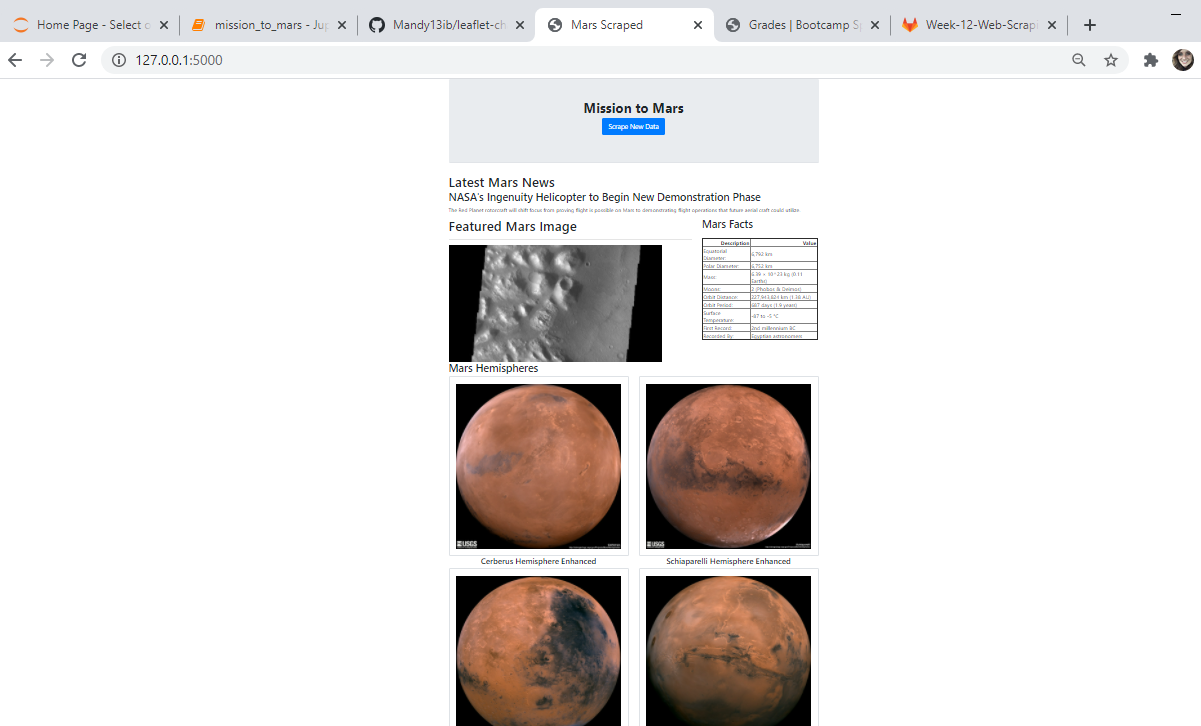 Home Page - Select o
mission_to_mars - Jup
Mandy13ib/leaflet-ch
Mars Scraped
Grades | Bootcamp Sp
Week-12-Web-Scrapi
127.0.0.1:5000
Mission to Mars
Scrape New Data
Latest Mars News
NASA's Ingenuity Helicopter to Begin New Demonstration Phase
The Red Planet rotorcraft will shift focus from proving flight is possible on Mars to demonstrating flight operations that future aerial craft could utilize.
Featured Mars Image
Mars Facts
Description Value
Equatorial Diameter: 6,792 km
Polar Diameter: 6,752 km
Mass: 6.39 × 10^23 kg (0.11 Earths)
Moons: 2 (Phobos & Deimos)
Orbit Distance: 227,943,824 km (1.38 AU)
Orbit Period: 687 days (1.9 years)
Surface Temperature: -87 to -5 °C
First Record: 2nd millennium BC
Recorded By: Egyptian astronomers
Mars Hemispheres
USGS
USGS
Cerberus Hemisphere Enhanced
Schiaparelli Hemisphere Enhanced